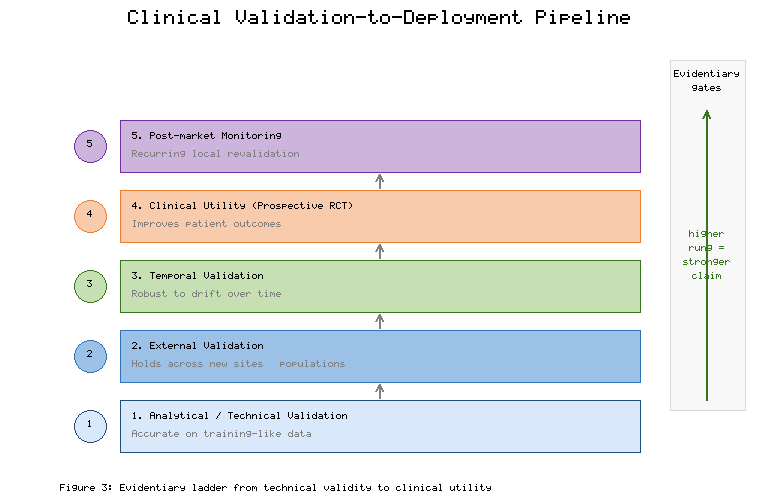 Clinical Validation-to-Deployment Pipeline
Evidentiary
gates
5
5. Post-market Monitoring
Recurring local revalidation
4
4. Clinical Utility (Prospective RCT)
Improves patient outcomes
higher
rung =
stronger
claim
3
3. Temporal Validation
Robust to drift over time
2
2. External Validation
Holds across new sites populations
1
1. Analytical / Technical Validation
Accurate on training-like data
Figure 3: Evidentiary ladder from technical validity to clinical utility